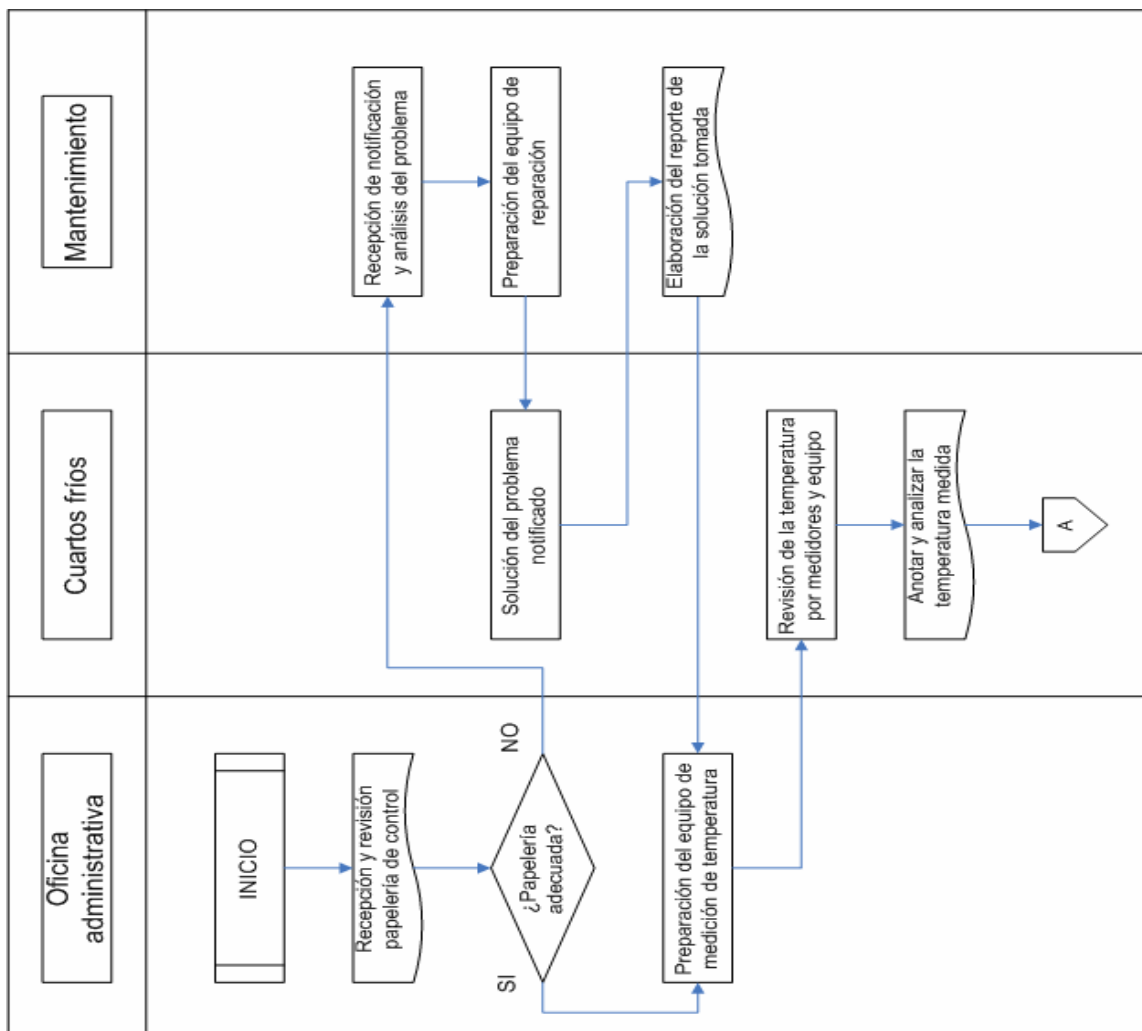 Oficina
administrativa
Cuartos fríos
Mantenimiento
INICIO
Recepción y revisión
papelería de control
¿Papelería
adecuada?
SI
NO
Recepción de notificación
y análisis del problema
Preparación del equipo de
reparación
Solución del problema
notificado
Elaboración del reporte de
la solución tomada
Preparación del equipo de
medición de temperatura
Revisión de la temperatura
por medidores y equipo
Anotar y analizar la
temperatura medida
A